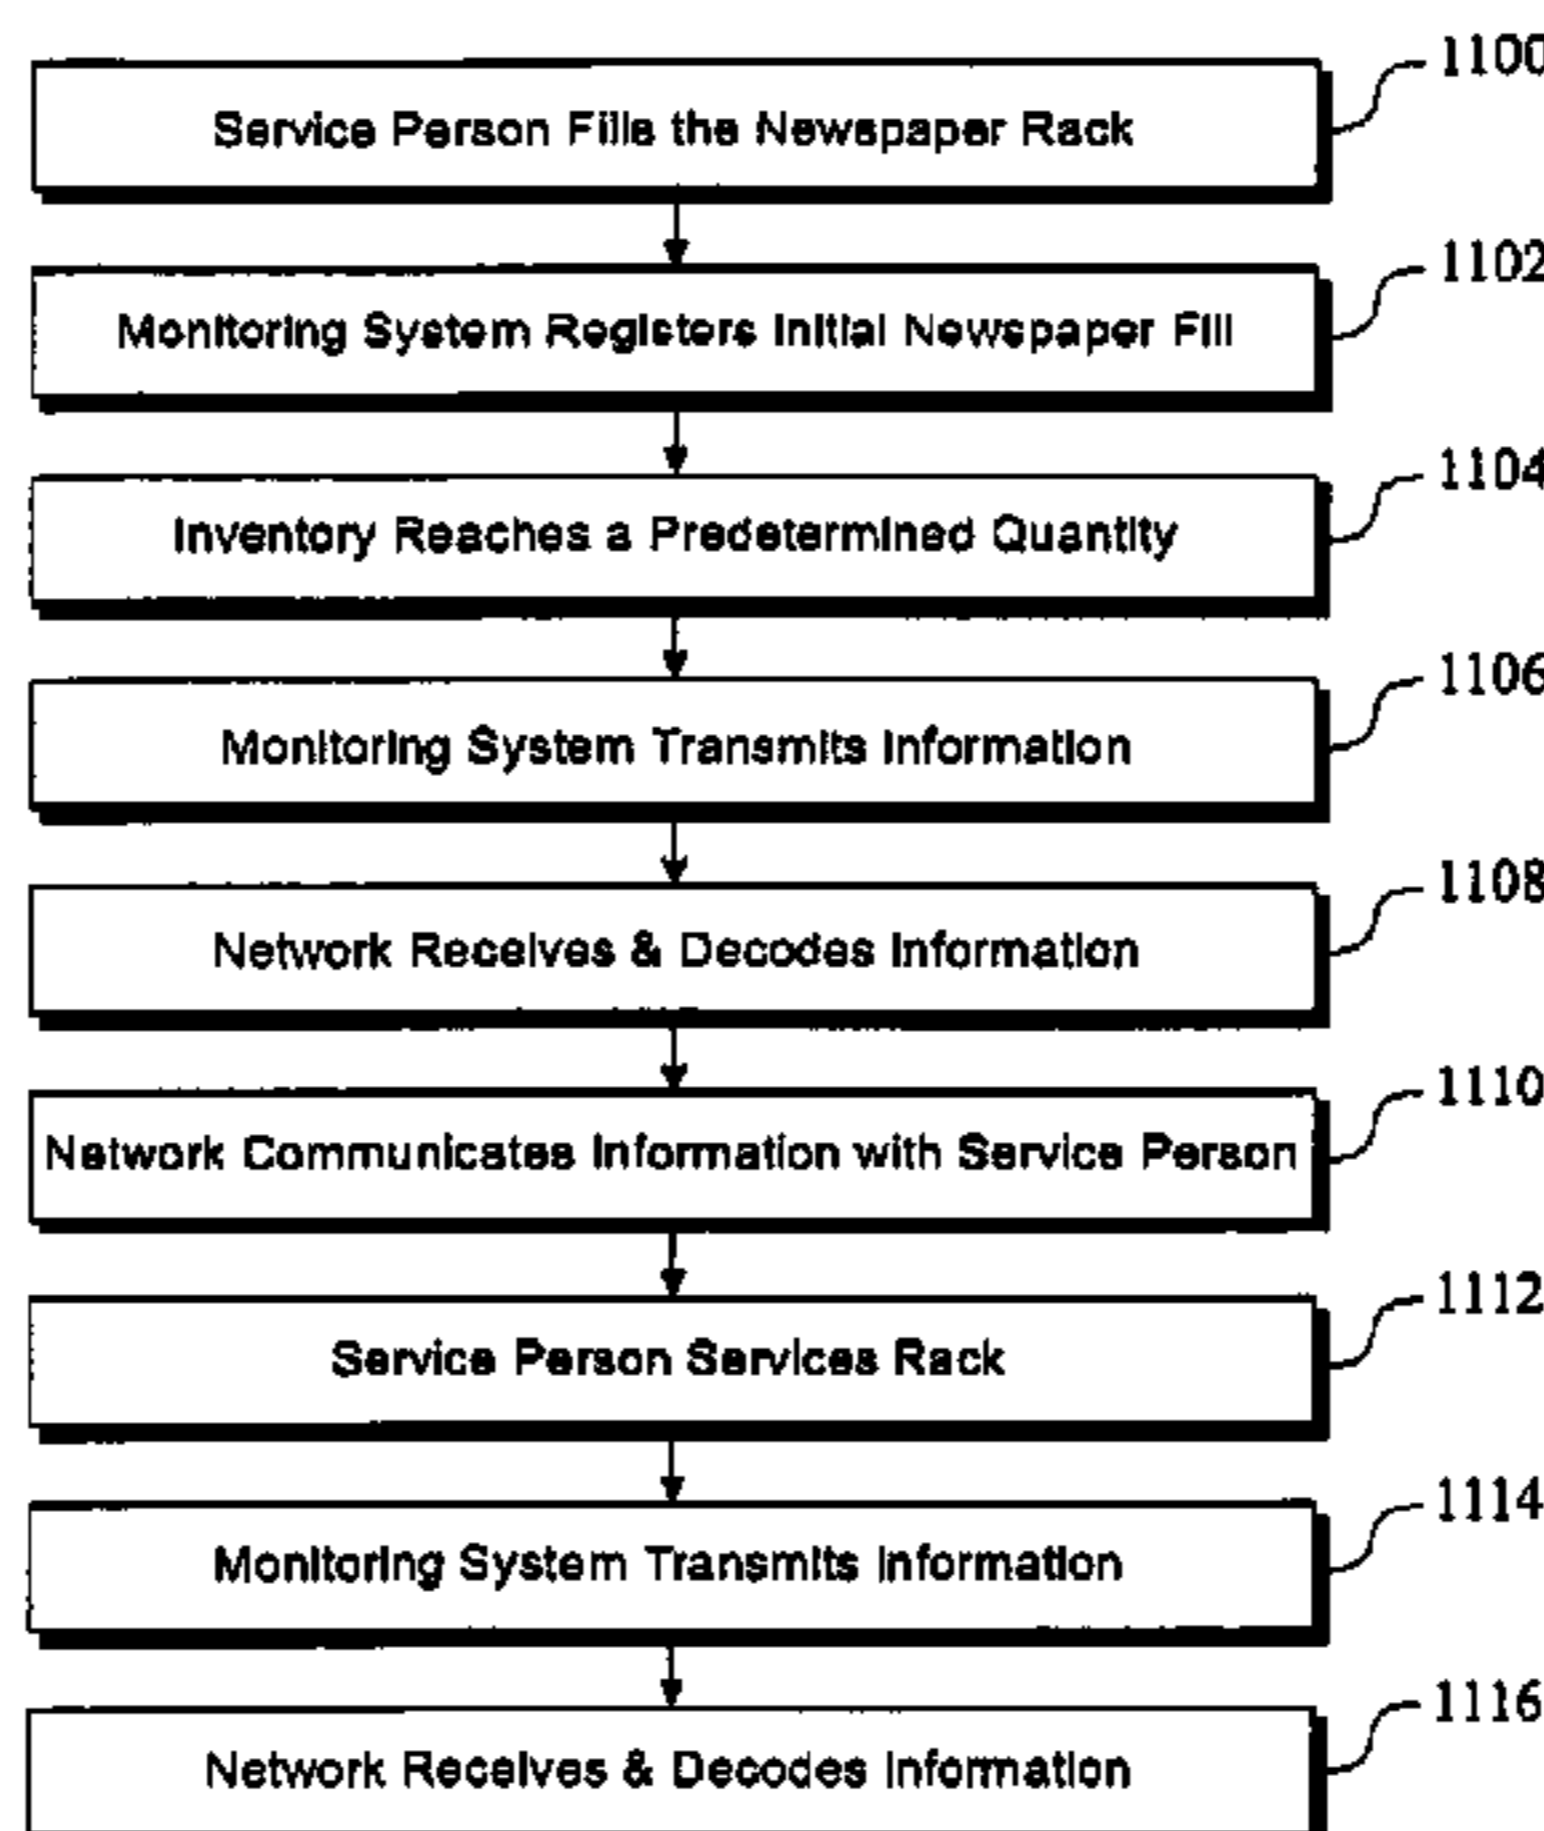 1100
Service Person Fills the Newspaper Rack
1102
Monitoring System Registers Initial Newspaper Fill
1104
Inventory Reaches a Predetermined Quantity
1106
Monitoring System Transmits Information
1108
Network Receives & Decodes Information
1110
Network Communicates Information with Service Person
1112
Service Person Services Rack
1114
Monitoring System Transmits Information
1116
Network Receives & Decodes Information